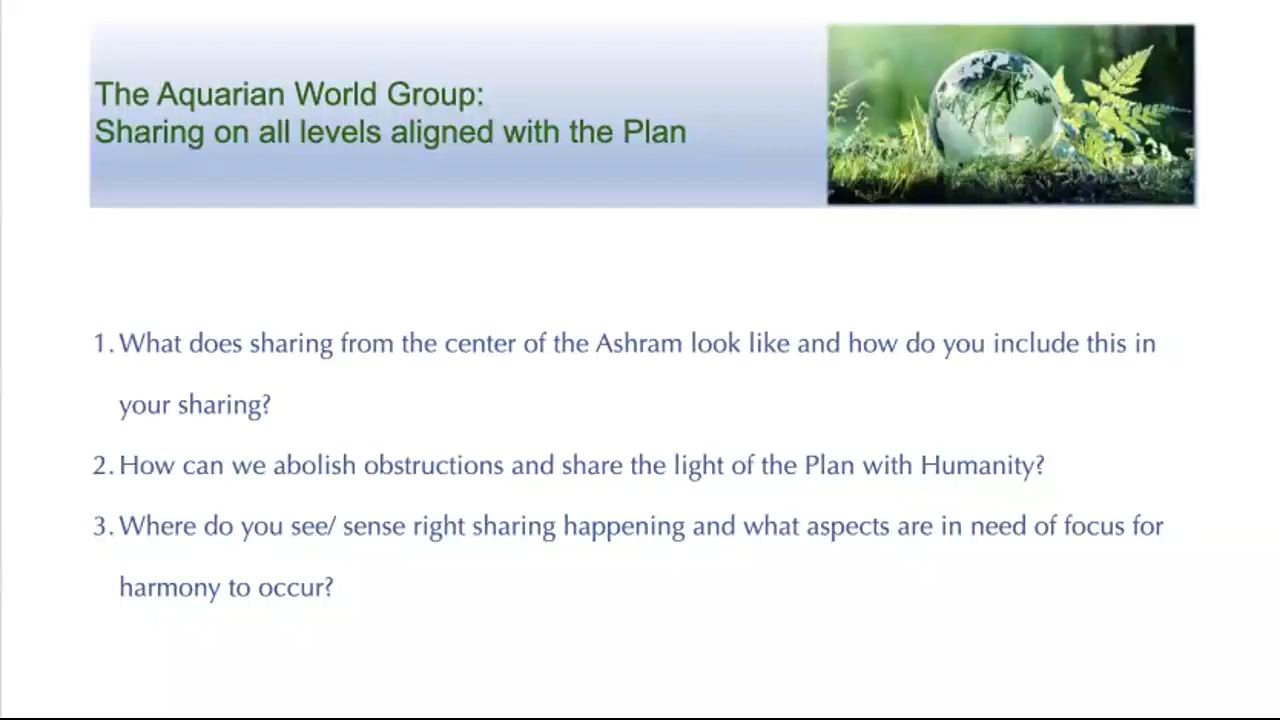 The Aquarian World Group:
Sharing on all levels aligned with the Plan
1. What does sharing from the center of the Ashram look like and how do you include this in
your sharing?
2. How can we abolish obstructions and share the light of the Plan with Humanity?
3. Where do you see/ sense right sharing happening and what aspects are in need of focus for
harmony to occur?